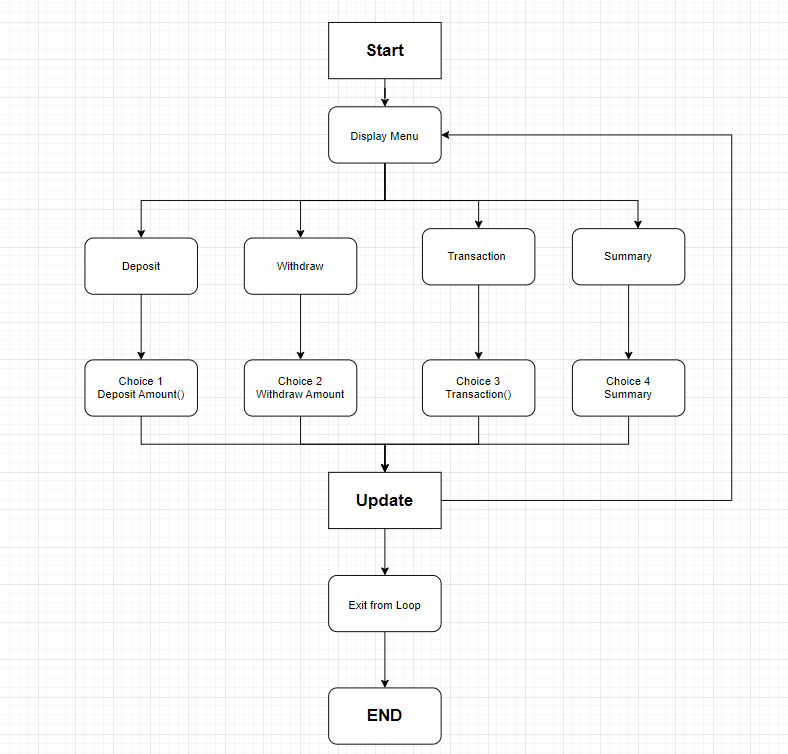 Start
Display Menu
Deposit
Withdraw
Transaction
Summary
Choice 1
Deposit Amount()
Choice 2
Withdraw Amount
Choice 3
Transaction()
Choice 4
Summary
Update
Exit from Loop
END